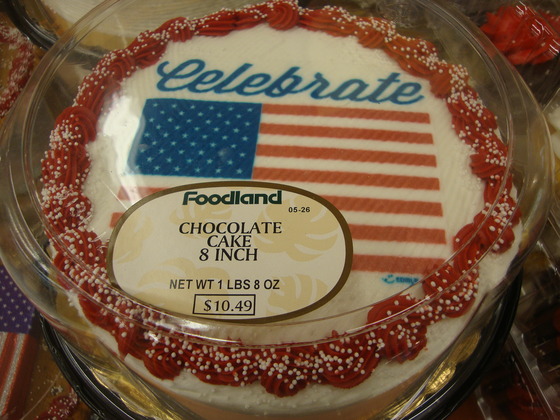 Celebrate
Foodland
05-26
CHOCOLATE
CAKE
8 INCH
NET WT 1 LBS 8 OZ
$10.49